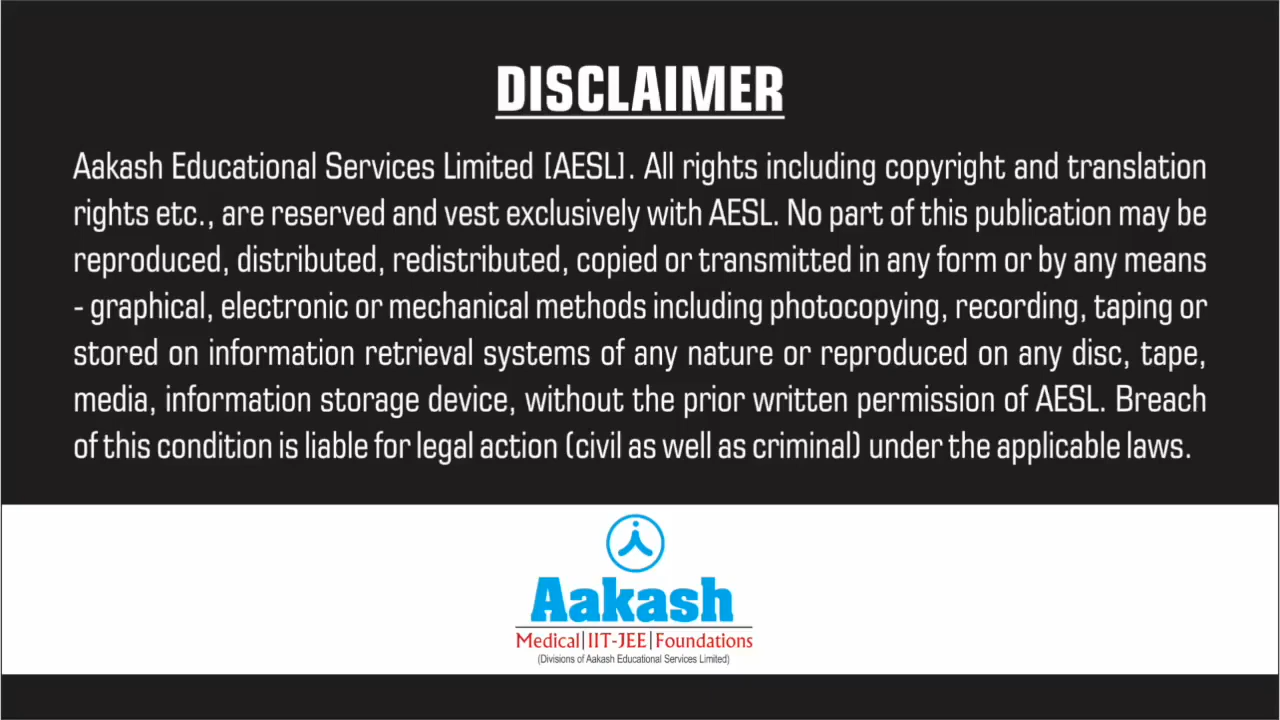 DISCLAIMER
Aakash Educational Services Limited [AESL]. All rights including copyright and translation
rights etc., are reserved and vest exclusively with AESL. No part of this publication may be
reproduced, distributed, redistributed, copied or transmitted in any form or by any means
- graphical, electronic or mechanical methods including photocopying, recording, taping or
stored on information retrieval systems of any nature or reproduced on any disc, tape,
media, information storage device, without the prior written permission of AESL. Breach
of this condition is liable for legal action (civil as well as criminal) under the applicable laws.
Aakash
Medical|IIT-JEE|Foundations
(Divisions of Aakash Educational Services Limited)